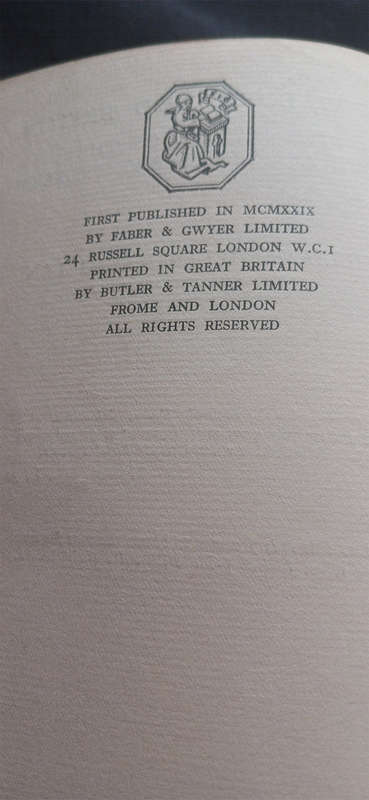 FIRST PUBLISHED IN MCMXXIX
BY FABER & GWYER LIMITED
24 RUSSELL SQUARE LONDON W.C.1
PRINTED IN GREAT BRITAIN
BY BUTLER & TANNER LIMITED
FROME AND LONDON
ALL RIGHTS RESERVED